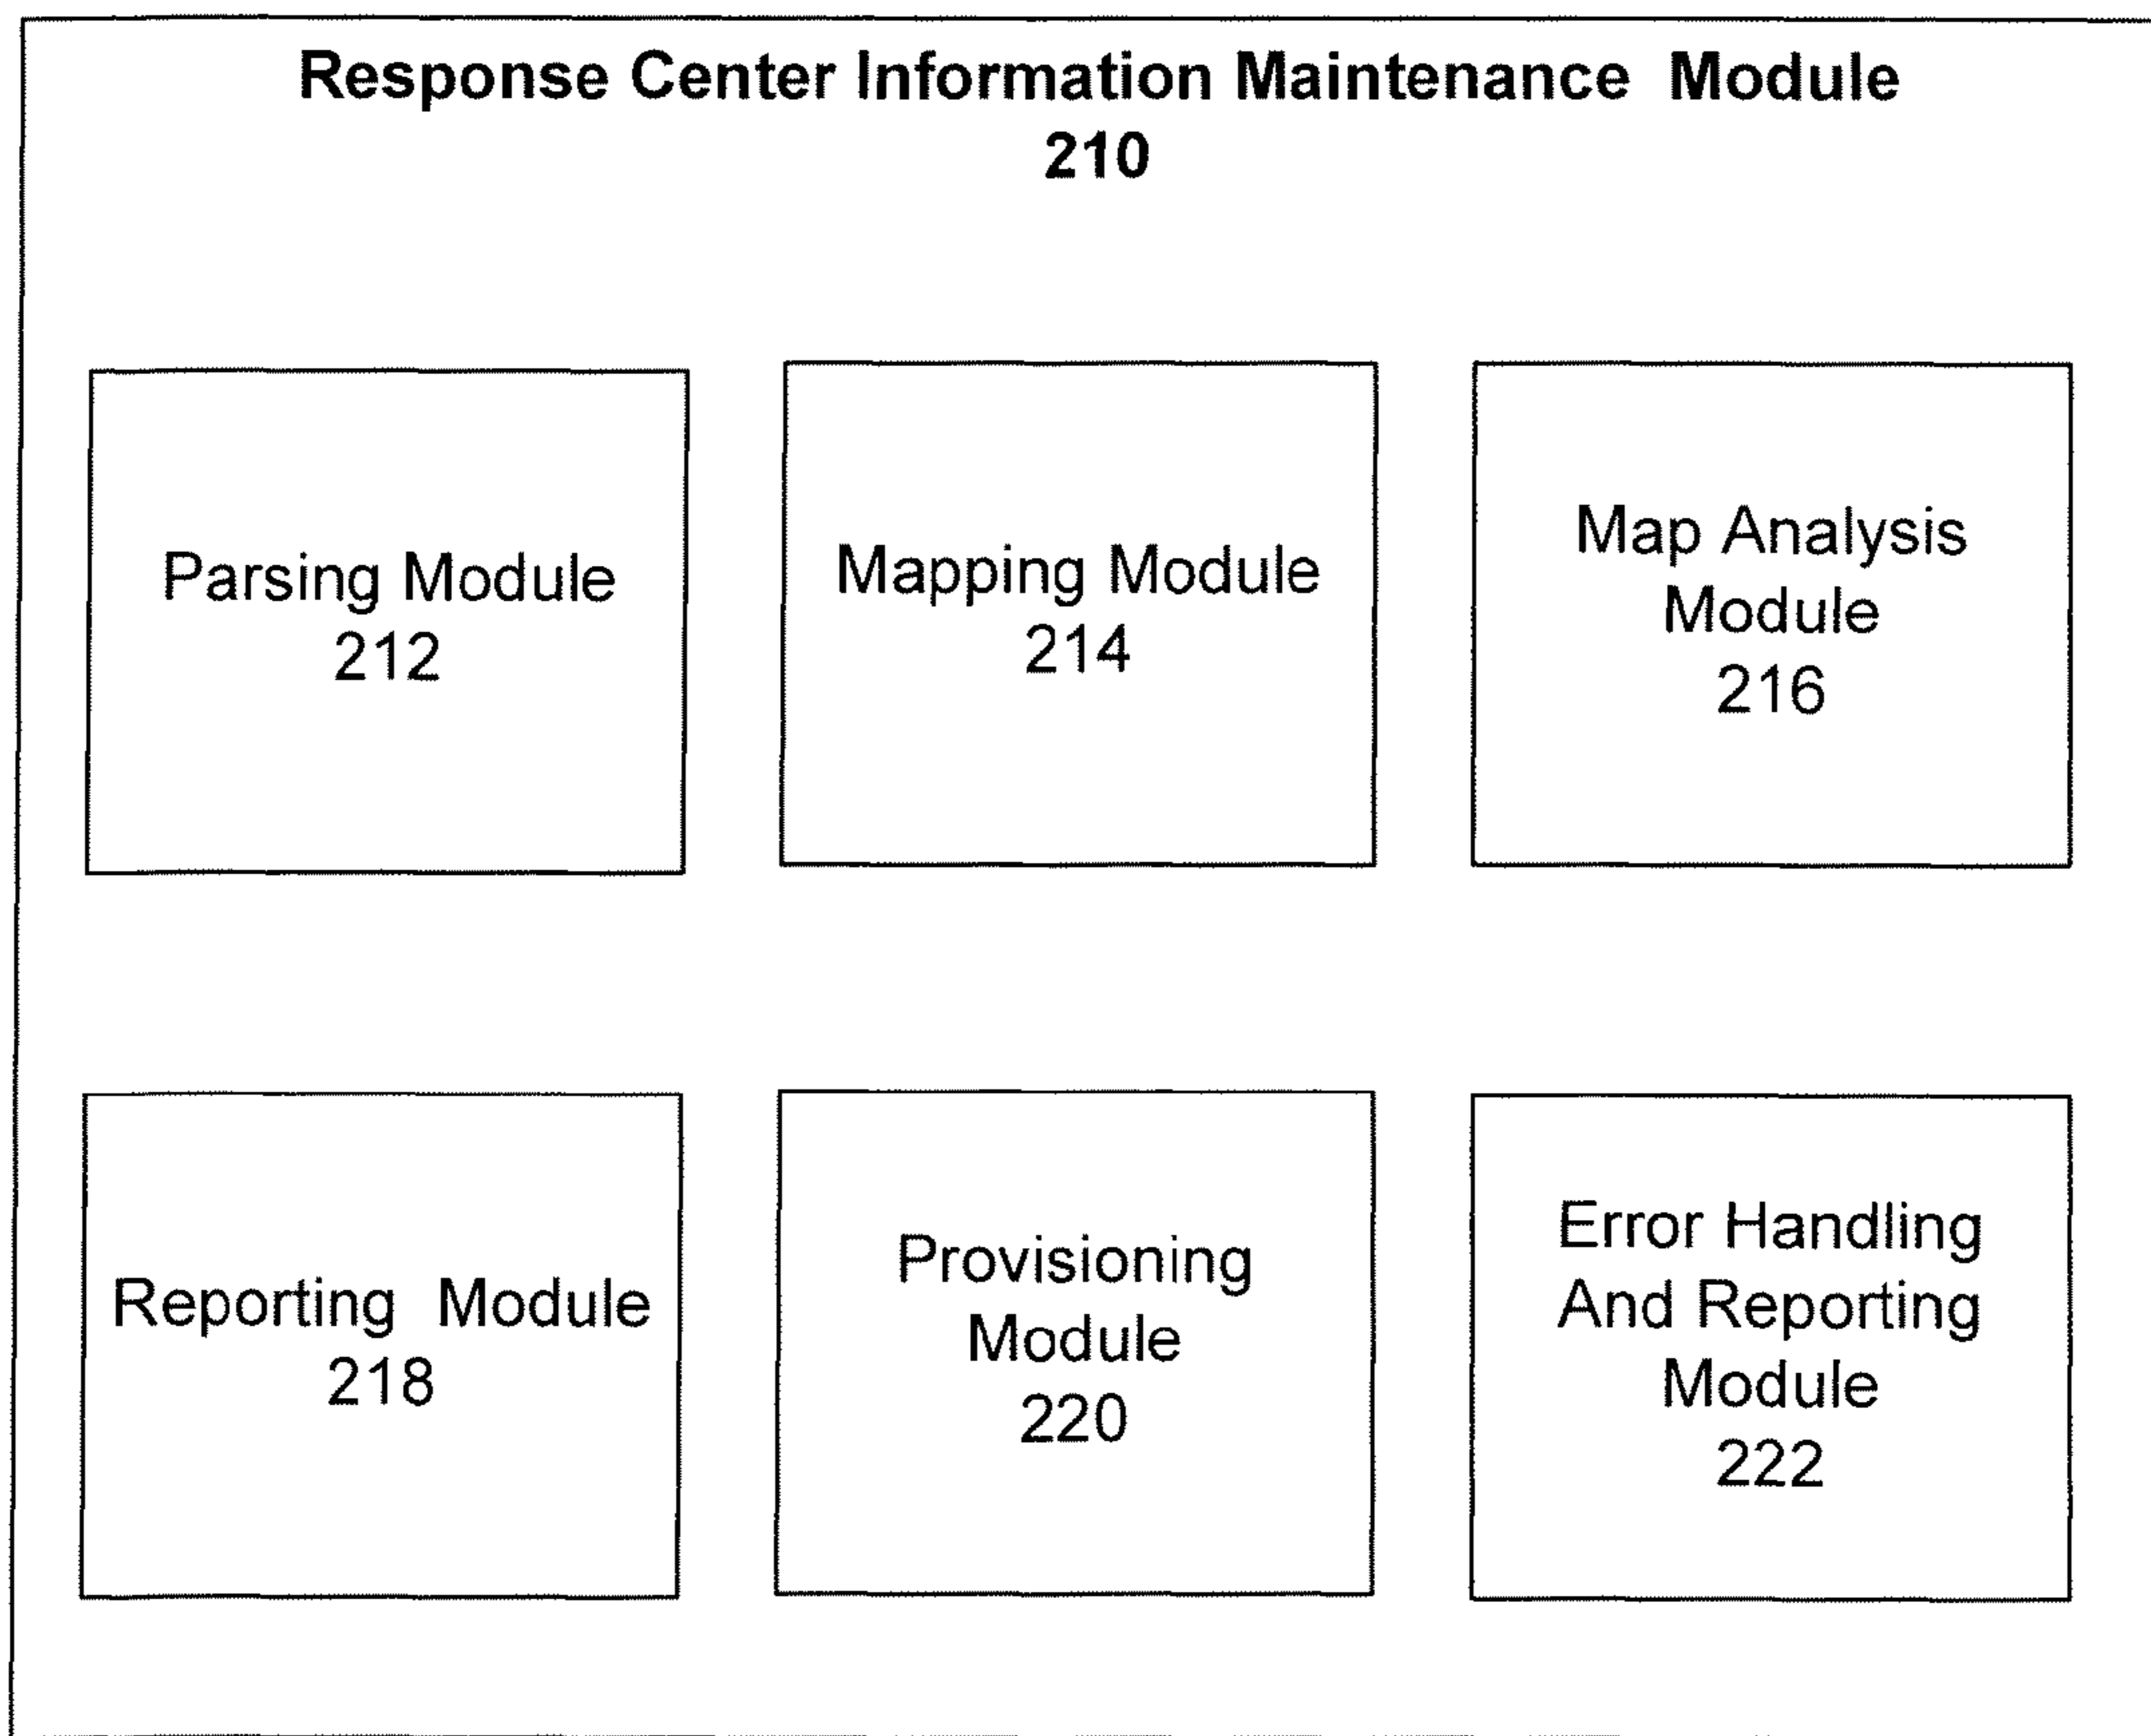 Response Center Information Maintenance Module
210
Parsing Module
212
Mapping Module
214
Map Analysis
Module
216
Reporting Module
218
Provisioning
Module
220
Error Handling
And Reporting
Module
222